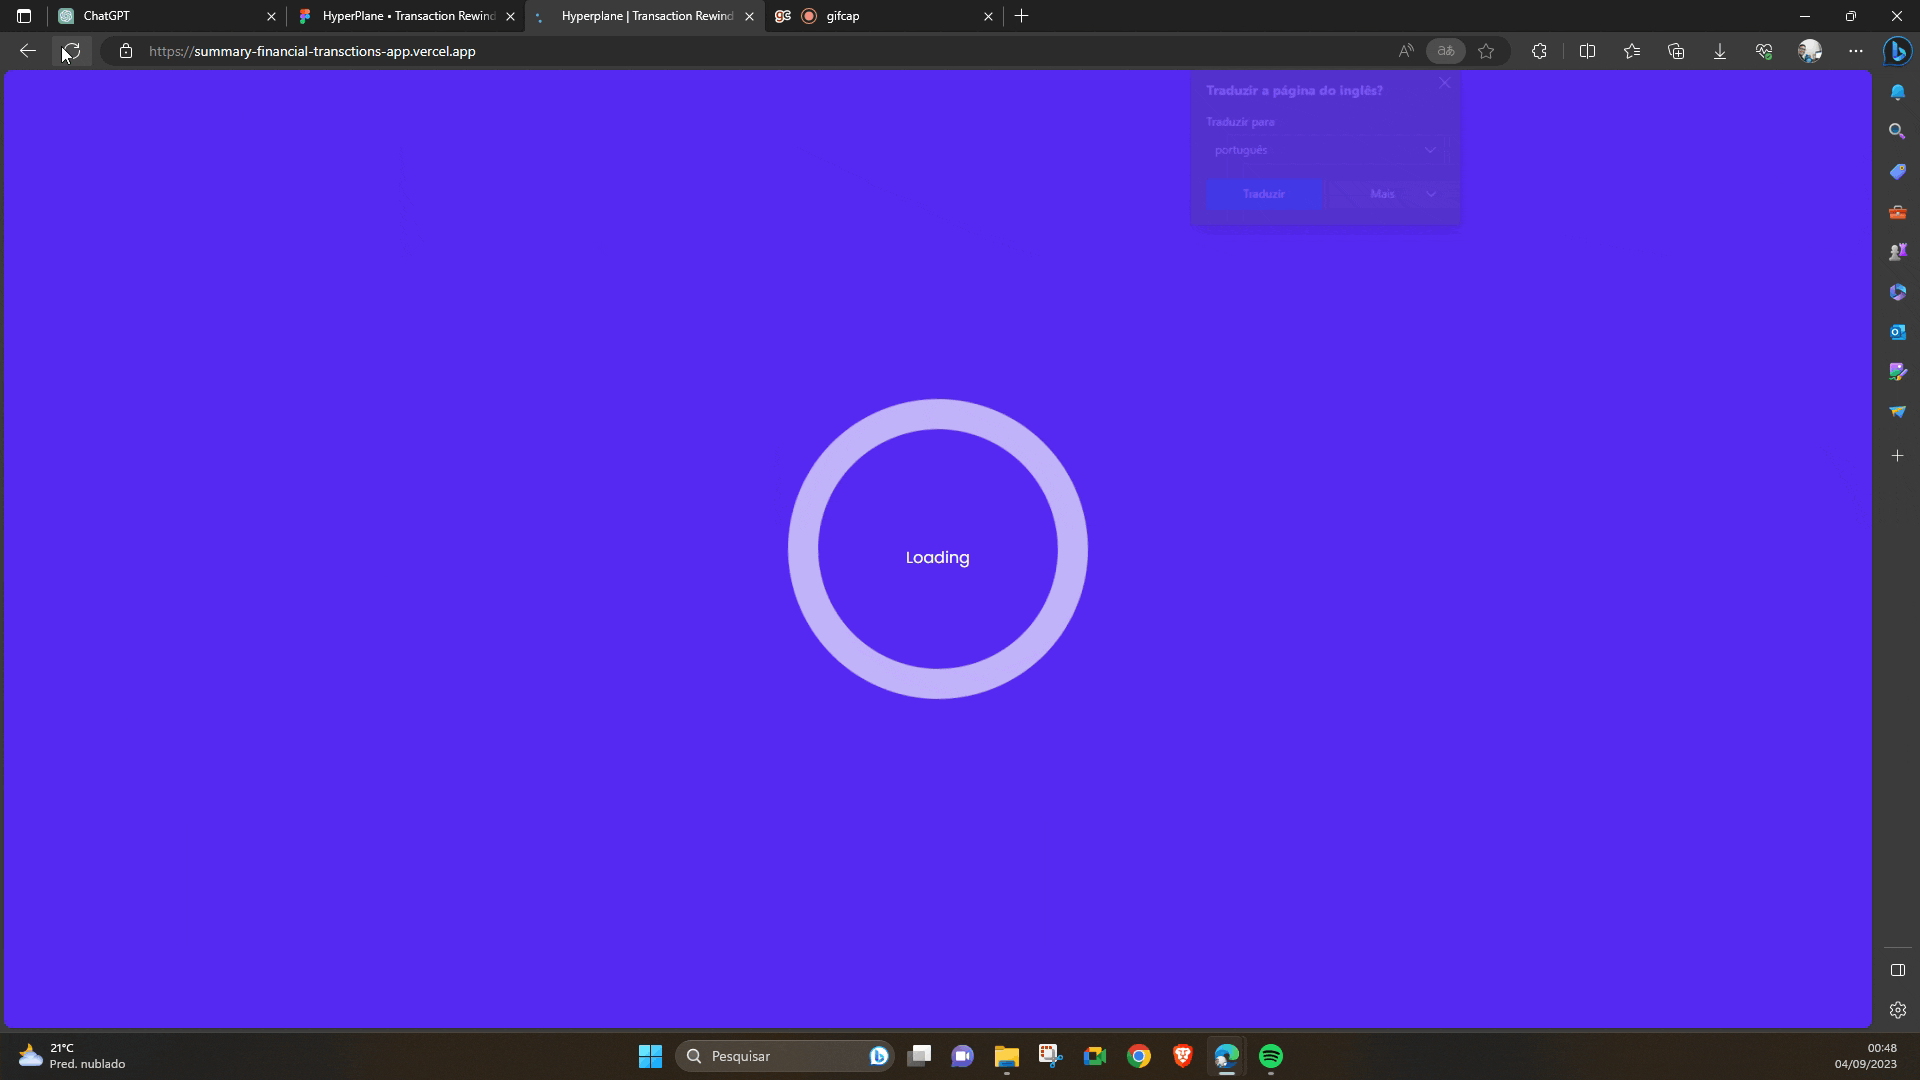 ChatGPT
HyperPlane • Transaction Rewind
Hyperplane | Transaction Rewind
gc
gifcap
https://summary-financial-transctions-app.vercel.app
Traduzir a página do inglês?
Traduzir para
português
Traduzir
Mais
Loading
21°C
Pred. nublado
Pesquisar
00:48
04/09/2023